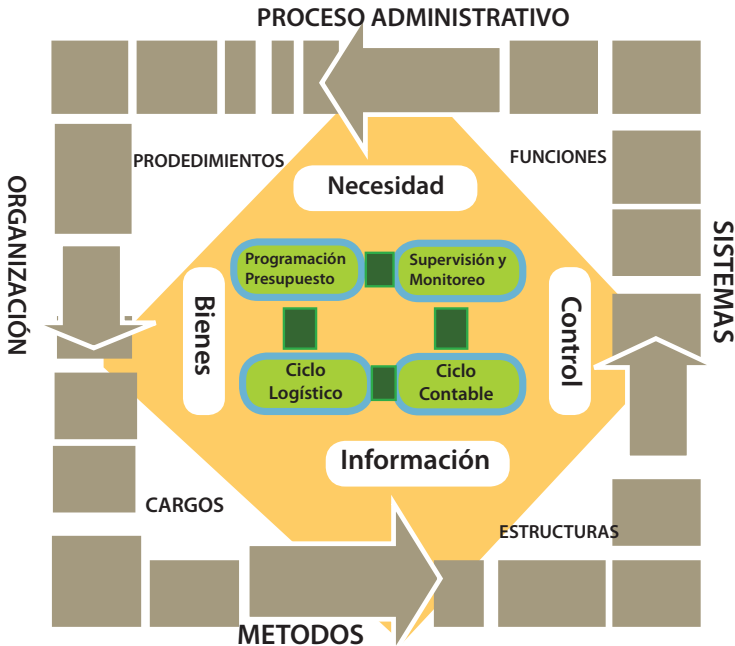 PROCESO ADMINISTRATIVO
PRODEDIMIENTOS
FUNCIONES
Necesidad
ORGANIZACIÓN
SISTEMAS
Programación
Presupuesto
Supervisión y
Monitoreo
Bienes
Control
Ciclo
Logístico
Ciclo
Contable
Información
CARGOS
ESTRUCTURAS
METODOS